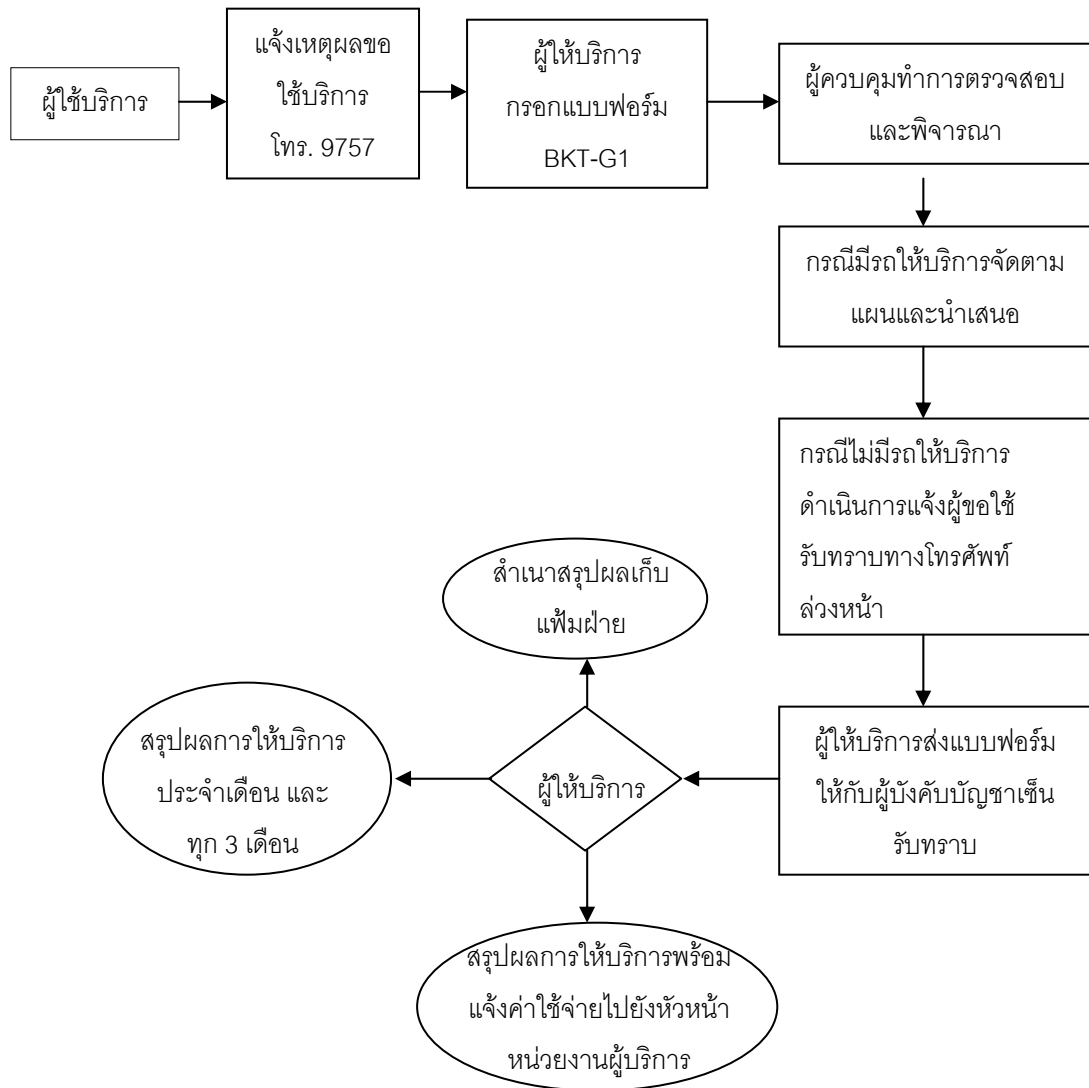 ผู้ใช้บริการ
แจ้งเหตุผลขอ
ใช้บริการ
โทร. 9757
ผู้ให้บริการ
กรอกแบบฟอร์ม
BKT-G1
ผู้ควบคุมทำการตรวจสอบ
และพิจารณา
กรณีมีรถให้บริการจัดตาม
แผนและนำเสนอ
กรณีไม่มีรถให้บริการ
ดำเนินการแจ้งผู้ขอใช้
รับทราบทางโทรศัพท์
ล่วงหน้า
ผู้ให้บริการส่งแบบฟอร์ม
ให้กับผู้บังคับบัญชาเซ็น
รับทราบ
ผู้ให้บริการ
สำเนาสรุปผลเก็บ
แฟ้มฝ่าย
สรุปผลการให้บริการ
ประจำเดือน และ
ทุก 3 เดือน
สรุปผลการให้บริการพร้อม
แจ้งค่าใช้จ่ายไปยังหัวหน้า
หน่วยงานผู้บริการ